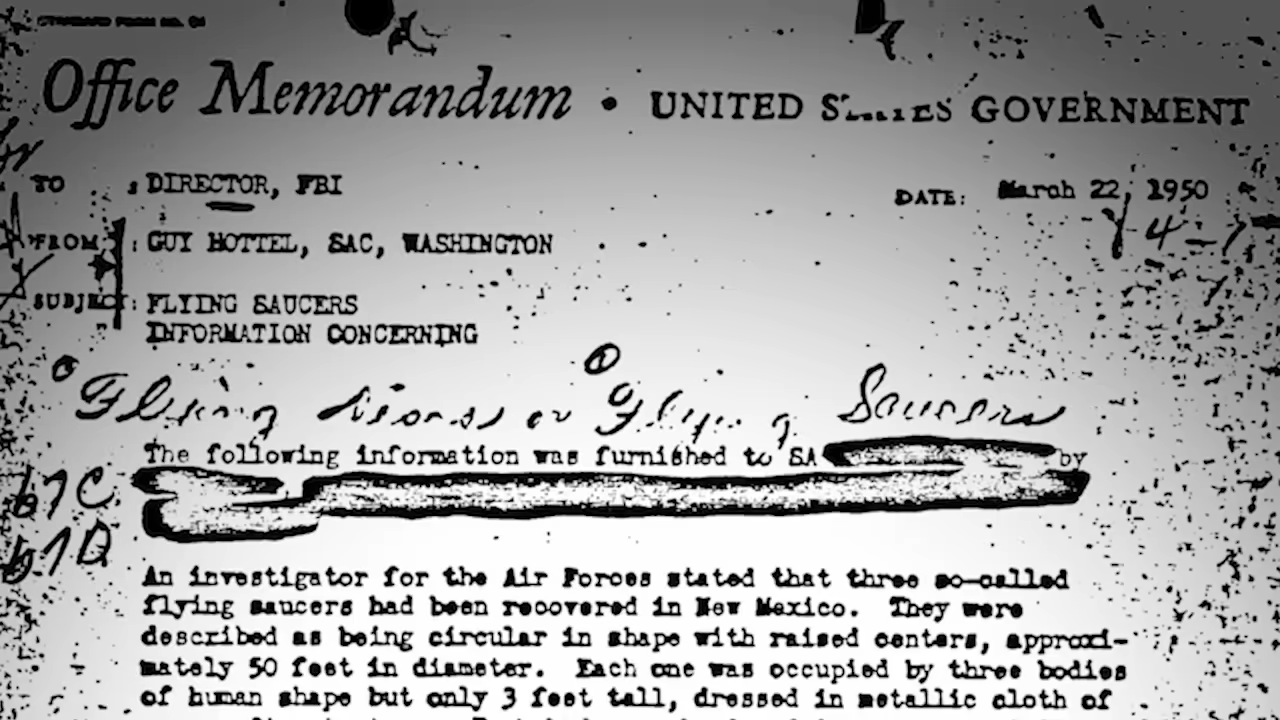 STANDARD FORM NO. 64
Office Memorandum • UNITED STATES GOVERNMENT
TO : DIRECTOR, FBI
DATE: March 22, 1950
FROM : GUY HOTTEL, SAC, WASHINGTON
SUBJECT: FLYING SAUCERS
INFORMATION CONCERNING
Flying Discs or Flying Saucers
The following information was furnished to SA by
b7C
b7D
An investigator for the Air Forces stated that three so-called
flying saucers had been recovered in New Mexico. They were
described as being circular in shape with raised centers, approxi-
mately 50 feet in diameter. Each one was occupied by three bodies
of human shape but only 3 feet tall, dressed in metallic cloth of